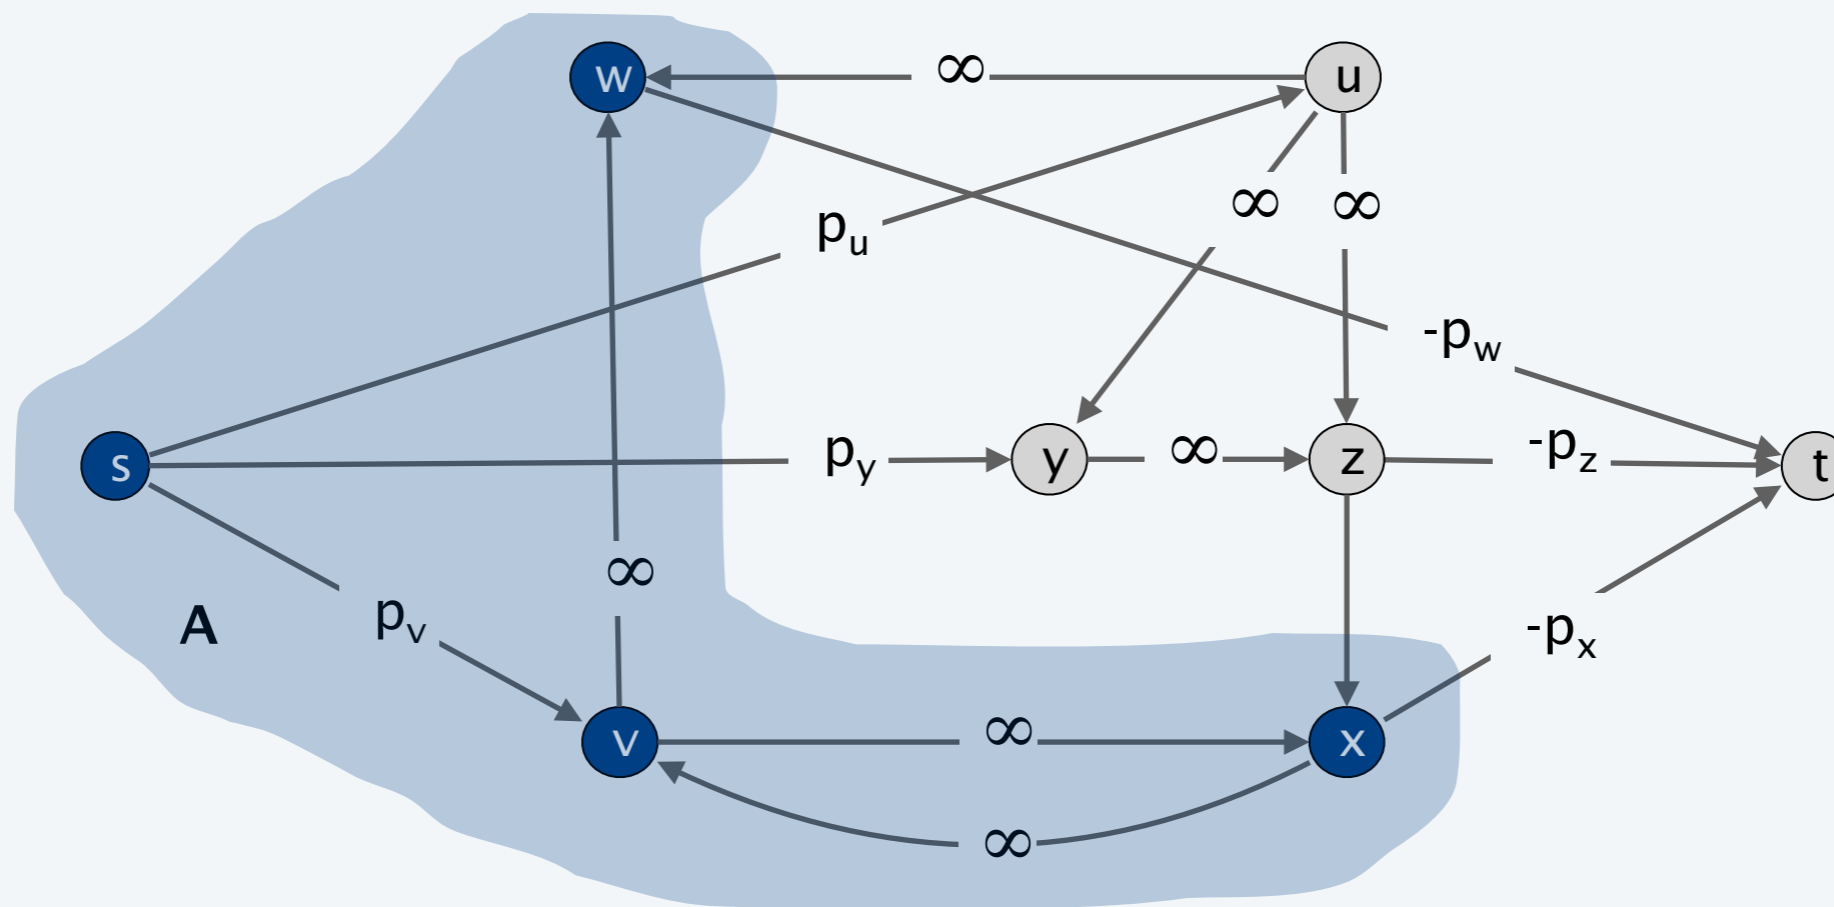 w
∞
u
∞
∞
p_u
-p_w
s
p_y
y
∞
z
-p_z
t
∞
A
p_v
-p_x
v
∞
x
∞